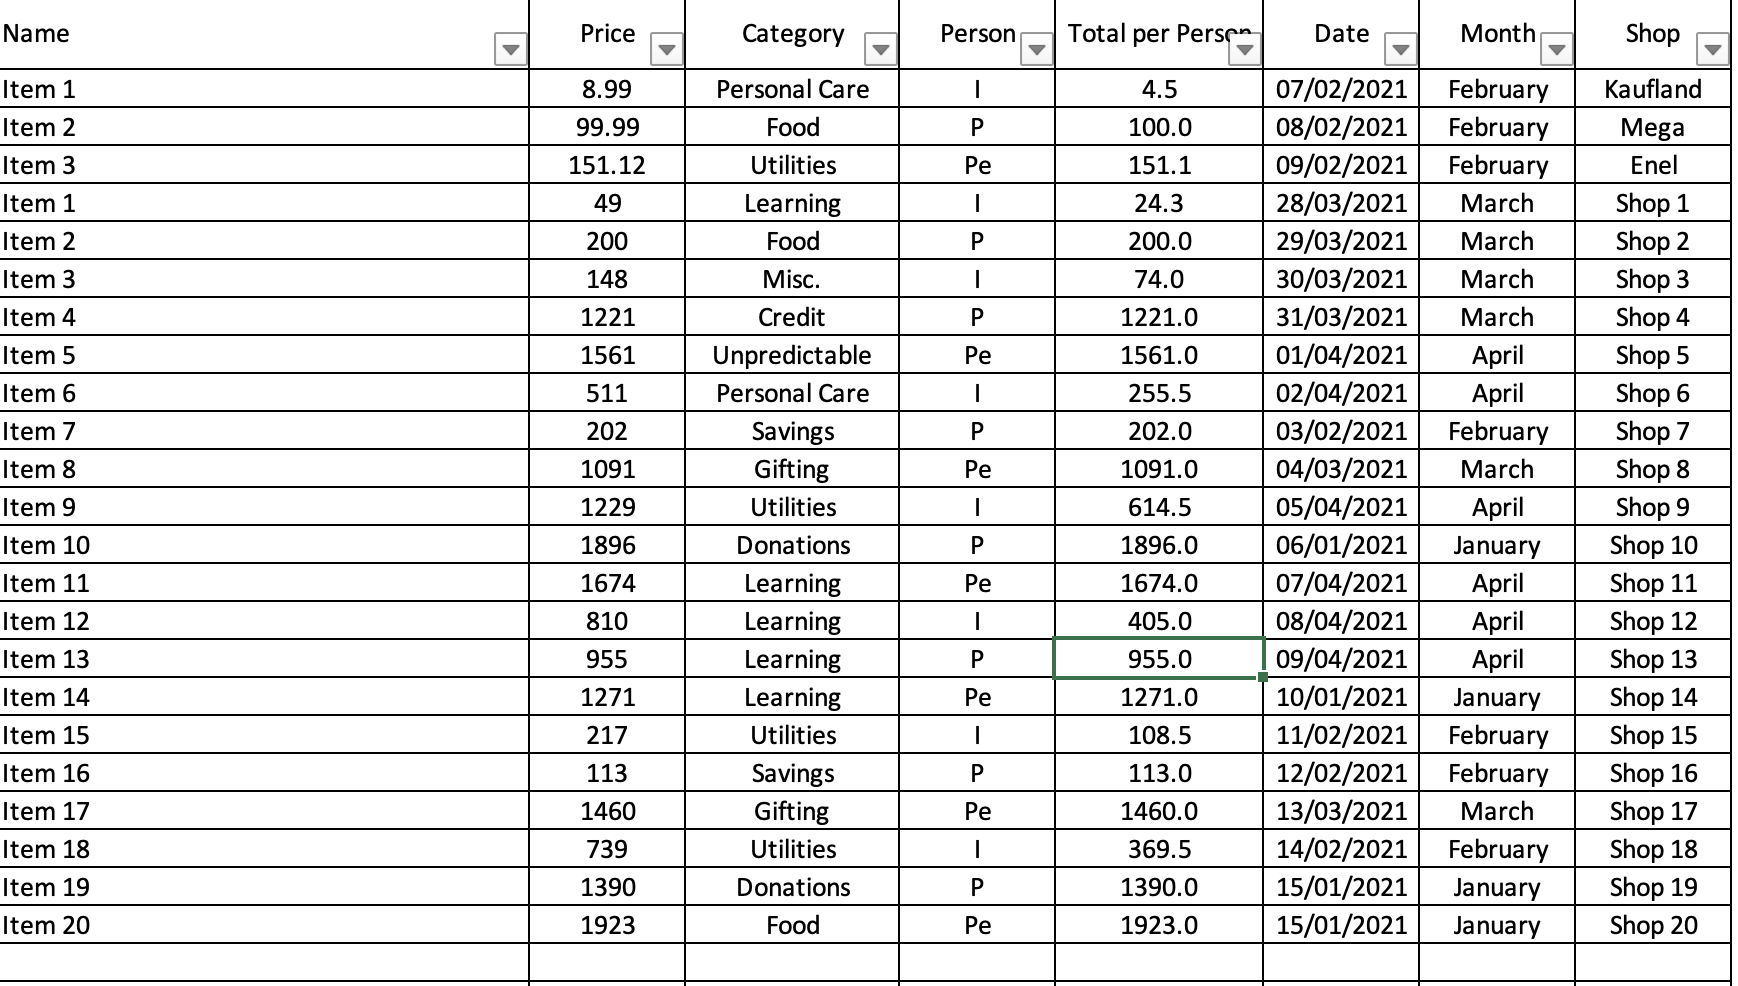 Name Price Category Person Total per Person Date Month Shop
Item 1 8.99 Personal Care I 4.5 07/02/2021 February Kaufland
Item 2 99.99 Food P 100.0 08/02/2021 February Mega
Item 3 151.12 Utilities Pe 151.1 09/02/2021 February Enel
Item 1 49 Learning I 24.3 28/03/2021 March Shop 1
Item 2 200 Food P 200.0 29/03/2021 March Shop 2
Item 3 148 Misc. I 74.0 30/03/2021 March Shop 3
Item 4 1221 Credit P 1221.0 31/03/2021 March Shop 4
Item 5 1561 Unpredictable Pe 1561.0 01/04/2021 April Shop 5
Item 6 511 Personal Care I 255.5 02/04/2021 April Shop 6
Item 7 202 Savings P 202.0 03/02/2021 February Shop 7
Item 8 1091 Gifting Pe 1091.0 04/03/2021 March Shop 8
Item 9 1229 Utilities I 614.5 05/04/2021 April Shop 9
Item 10 1896 Donations P 1896.0 06/01/2021 January Shop 10
Item 11 1674 Learning Pe 1674.0 07/04/2021 April Shop 11
Item 12 810 Learning I 405.0 08/04/2021 April Shop 12
Item 13 955 Learning P 955.0 09/04/2021 April Shop 13
Item 14 1271 Learning Pe 1271.0 10/01/2021 January Shop 14
Item 15 217 Utilities I 108.5 11/02/2021 February Shop 15
Item 16 113 Savings P 113.0 12/02/2021 February Shop 16
Item 17 1460 Gifting Pe 1460.0 13/03/2021 March Shop 17
Item 18 739 Utilities I 369.5 14/02/2021 February Shop 18
Item 19 1390 Donations P 1390.0 15/01/2021 January Shop 19
Item 20 1923 Food Pe 1923.0 15/01/2021 January Shop 20